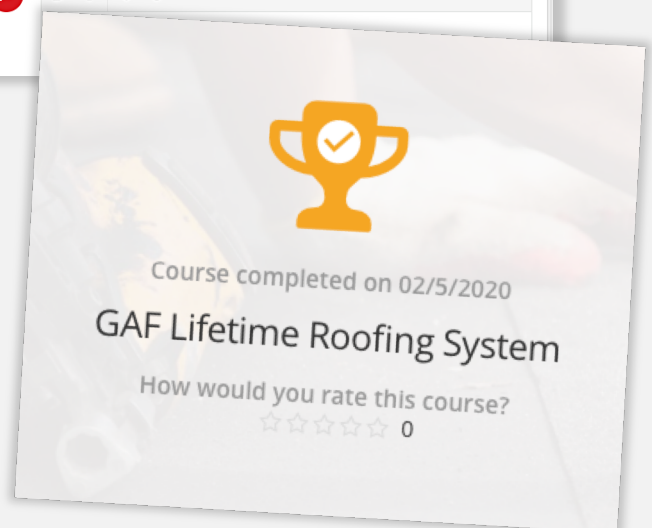 Course completed on 02/5/2020
GAF Lifetime Roofing System
How would you rate this course?
0